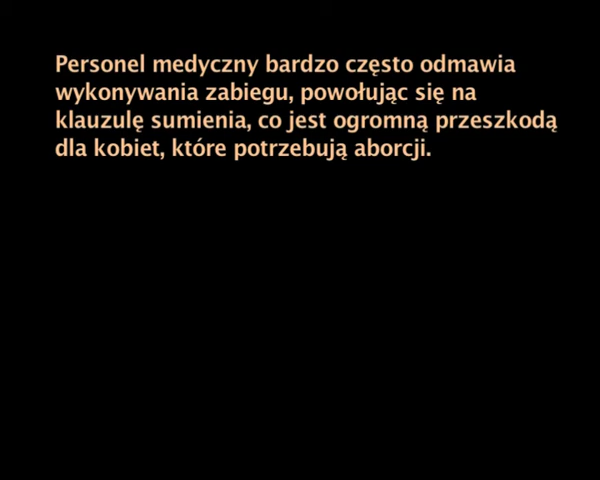 Personel medyczny bardzo często odmawia
wykonywania zabiegu, powołując się na
klauzulę sumienia, co jest ogromną przeszkodą
dla kobiet, które potrzebują aborcji.